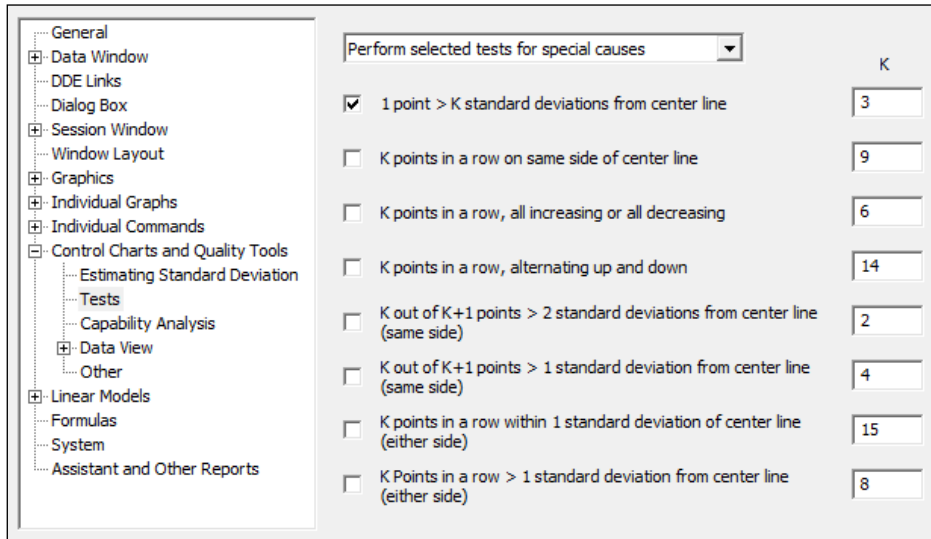 General
Data Window
DDE Links
Dialog Box
Session Window
Window Layout
Graphics
Individual Graphs
Individual Commands
Control Charts and Quality Tools
Estimating Standard Deviation
Tests
Capability Analysis
Data View
Other
Linear Models
Formulas
System
Assistant and Other Reports
Perform selected tests for special causes
K
1 point > K standard deviations from center line
3
K points in a row on same side of center line
9
K points in a row, all increasing or all decreasing
6
K points in a row, alternating up and down
14
K out of K+1 points > 2 standard deviations from center line
(same side)
2
K out of K+1 points > 1 standard deviation from center line
(same side)
4
K points in a row within 1 standard deviation of center line
(either side)
15
K Points in a row > 1 standard deviation from center line
(either side)
8